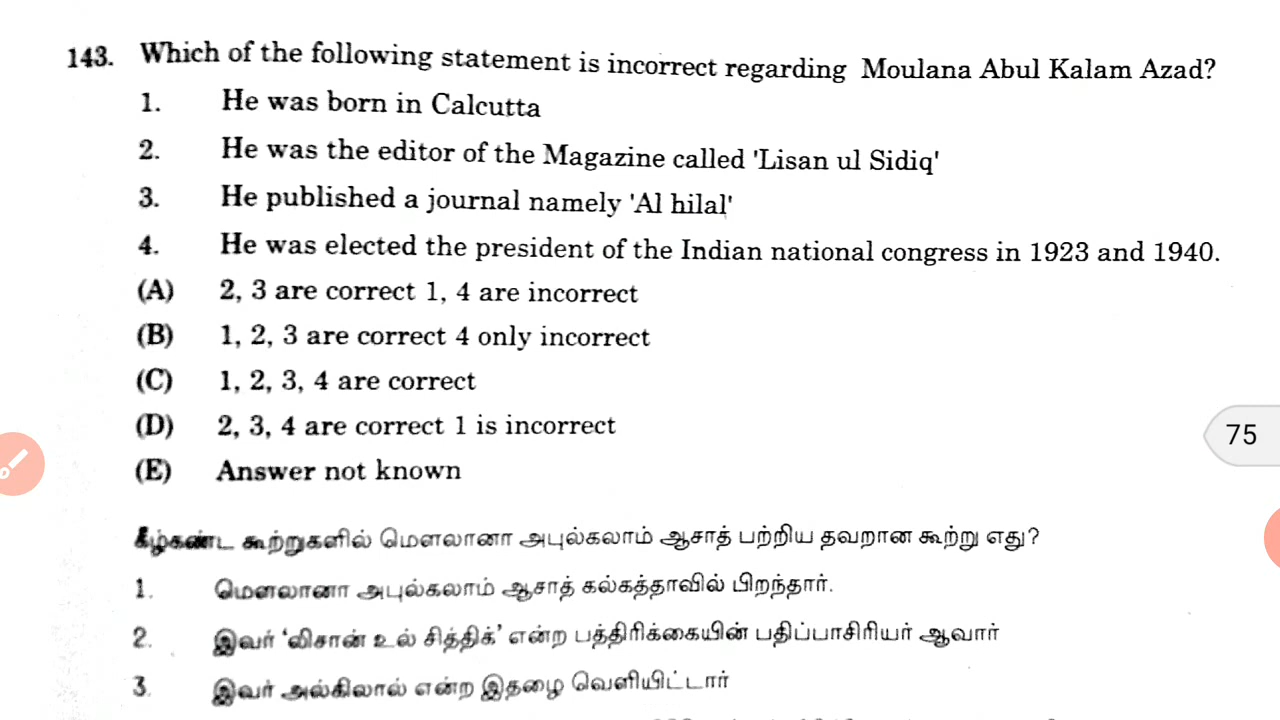 143. Which of the following statement is incorrect regarding Moulana Abul Kalam Azad?
1. He was born in Calcutta
2. He was the editor of the Magazine called 'Lisan ul Sidiq'
3. He published a journal namely 'Al hilal'
4. He was elected the president of the Indian national congress in 1923 and 1940.
(A) 2, 3 are correct 1, 4 are incorrect
(B) 1, 2, 3 are correct 4 only incorrect
(C) 1, 2, 3, 4 are correct
(D) 2, 3, 4 are correct 1 is incorrect
75
(E) Answer not known
கீழ்கண்ட கூற்றுகளில் மௌலானா அபுல்கலாம் ஆசாத் பற்றிய தவறான கூற்று எது?
1. மௌலானா அபுல்கலாம் ஆசாத் கல்கத்தாவில் பிறந்தார்.
2. இவர் 'லிசான் உல் சித்திக்' என்ற பத்திரிக்கையின் பதிப்பாசிரியர் ஆவார்
3. இவர் அல்கிலால் என்ற இதழை வெளியிட்டார்